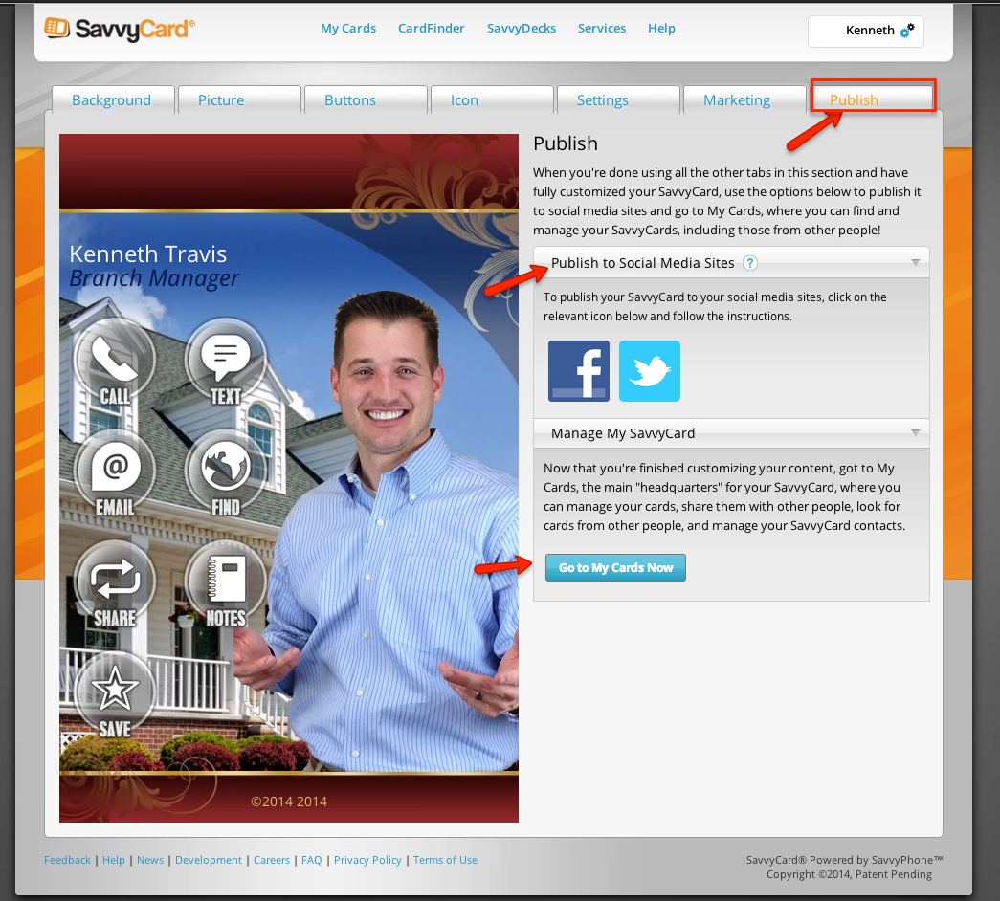 SavvyCard®
My Cards CardFinder SavvyDecks Services Help
Kenneth
Background Picture Buttons Icon Settings Marketing Publish
Kenneth Travis
Branch Manager
CALL TEXT
@
EMAIL FIND
SHARE NOTES
SAVE
©2014 2014
Publish
When you're done using all the other tabs in this section and have
fully customized your SavvyCard, use the options below to publish it
to social media sites and go to My Cards, where you can find and
manage your SavvyCards, including those from other people!
Publish to Social Media Sites ?
To publish your SavvyCard to your social media sites, click on the
relevant icon below and follow the instructions.
f
Manage My SavvyCard
Now that you're finished customizing your content, got to My
Cards, the main "headquarters" for your SavvyCard, where you
can manage your cards, share them with other people, look for
cards from other people, and manage your SavvyCard contacts.
Go to My Cards Now
Feedback | Help | News | Development | Careers | FAQ | Privacy Policy | Terms of Use
SavvyCard® Powered by SavvyPhone™
Copyright ©2014, Patent Pending